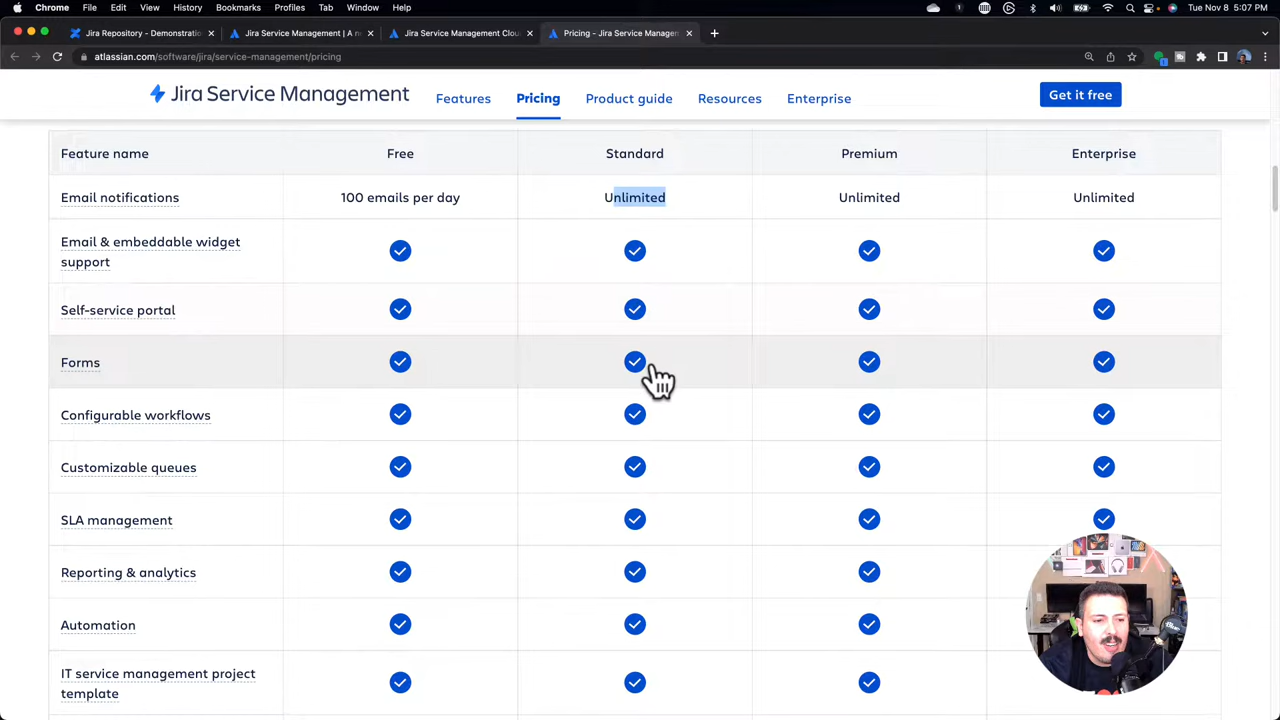 Chrome File Edit View History Bookmarks Profiles Tab Window Help Tue Nov 8 5:07 PM
Jira Repository - Demonstratio Jira Service Management | A n Jira Service Management Clou Pricing - Jira Service Managem
atlassian.com/software/jira/service-management/pricing
Jira Service Management Features Pricing Product guide Resources Enterprise Get it free
Feature name Free Standard Premium Enterprise
Email notifications 100 emails per day Unlimited Unlimited Unlimited
Email & embeddable widget
support
Self-service portal
Forms
Configurable workflows
Customizable queues
SLA management
Reporting & analytics
Automation
IT service management project
template